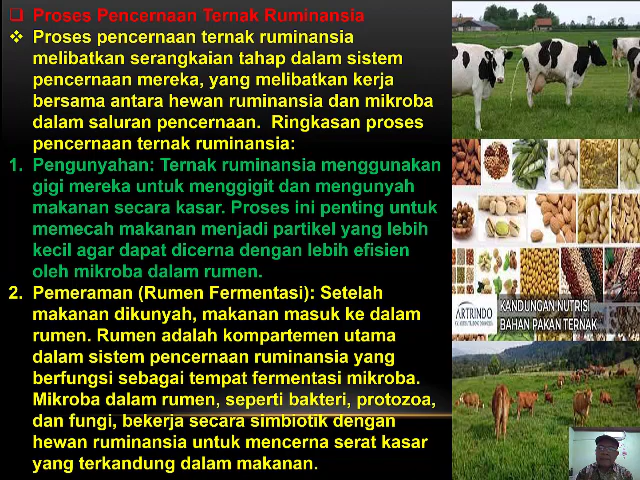 ❑ Proses Pencernaan Ternak Ruminansia
❖ Proses pencernaan ternak ruminansia
melibatkan serangkaian tahap dalam sistem
pencernaan mereka, yang melibatkan kerja
bersama antara hewan ruminansia dan mikroba
dalam saluran pencernaan. Ringkasan proses
pencernaan ternak ruminansia:
1. Pengunyahan: Ternak ruminansia menggunakan
gigi mereka untuk menggigit dan mengunyah
makanan secara kasar. Proses ini penting untuk
memecah makanan menjadi partikel yang lebih
kecil agar dapat dicerna dengan lebih efisien
oleh mikroba dalam rumen.
2. Pemeraman (Rumen Fermentasi): Setelah
makanan dikunyah, makanan masuk ke dalam
rumen. Rumen adalah kompartemen utama
dalam sistem pencernaan ruminansia yang
berfungsi sebagai tempat fermentasi mikroba.
Mikroba dalam rumen, seperti bakteri, protozoa,
dan fungi, bekerja secara simbiotik dengan
hewan ruminansia untuk mencerna serat kasar
yang terkandung dalam makanan.
ARTRINDO
KANDUNGAN NUTRISI
BAHAN PAKAN TERNAK